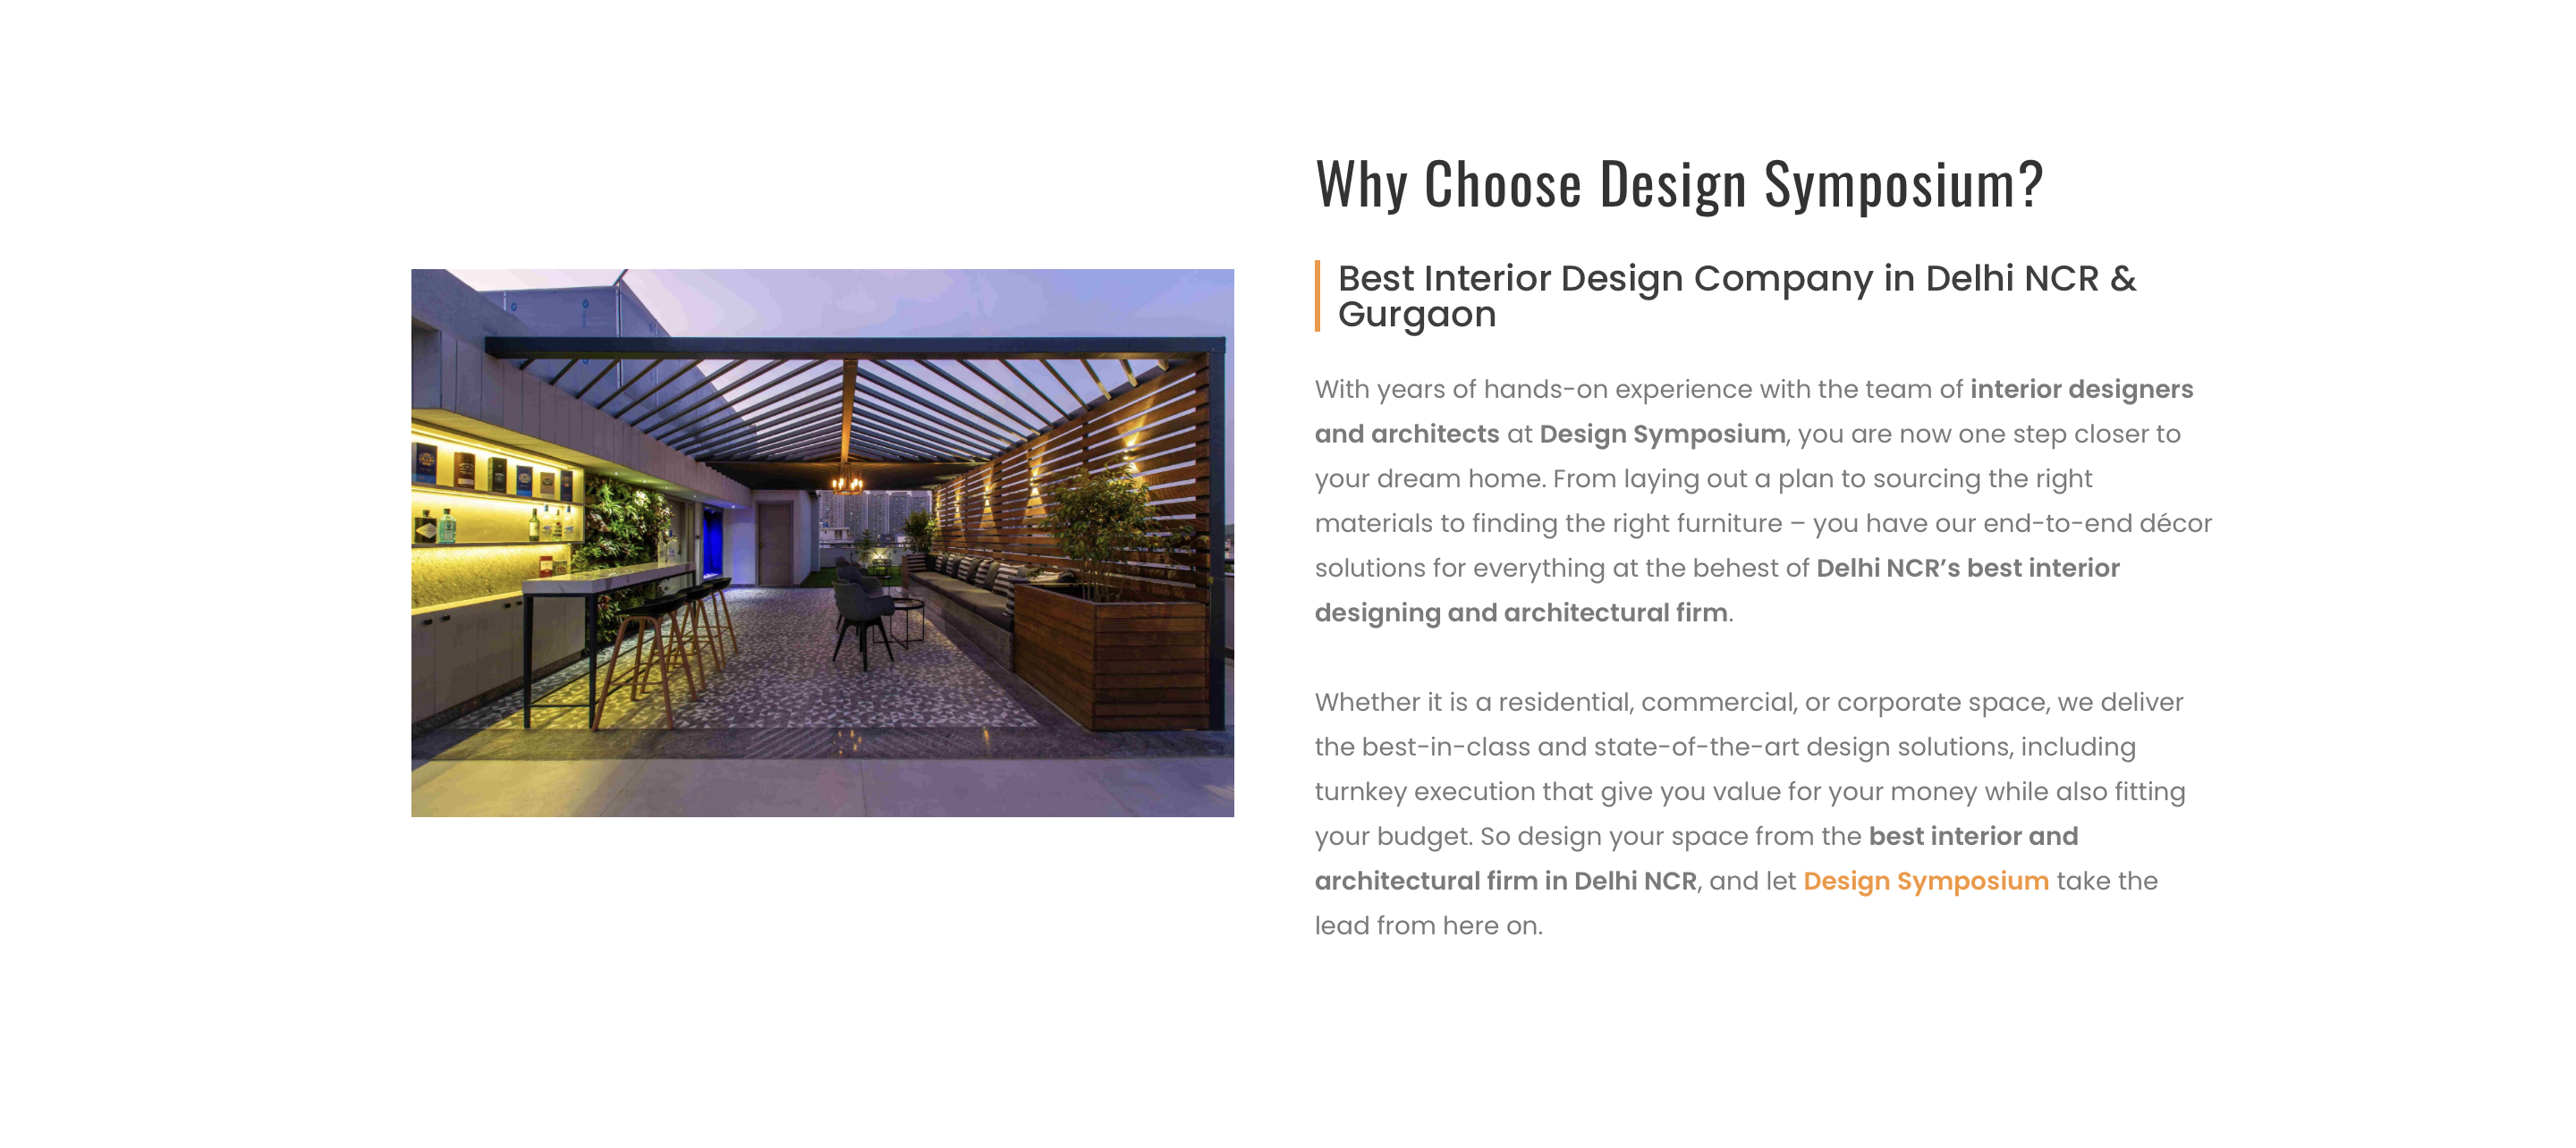 Why Choose Design Symposium?
Best Interior Design Company in Delhi NCR &
Gurgaon
With years of hands-on experience with the team of interior designers
and architects at Design Symposium, you are now one step closer to
your dream home. From laying out a plan to sourcing the right
materials to finding the right furniture – you have our end-to-end décor
solutions for everything at the behest of Delhi NCR’s best interior
designing and architectural firm.
Whether it is a residential, commercial, or corporate space, we deliver
the best-in-class and state-of-the-art design solutions, including
turnkey execution that give you value for your money while also fitting
your budget. So design your space from the best interior and
architectural firm in Delhi NCR, and let Design Symposium take the
lead from here on.